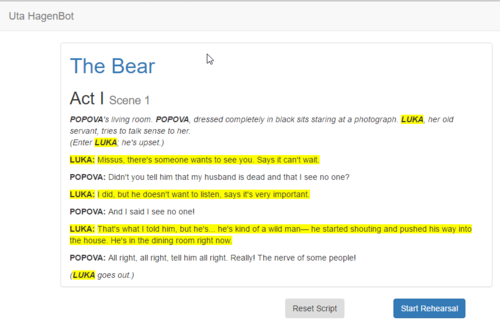 Uta HagenBot
The Bear
Act I Scene 1
POPOVA's living room. POPOVA, dressed completely in black sits staring at a photograph. LUKA, her old
servant, tries to talk sense to her.
(Enter LUKA, he's upset.)
LUKA: Missus, there's someone wants to see you. Says it can't wait.
POPOVA: Didn't you tell him that my husband is dead and that I see no one?
LUKA: I did, but he doesn't want to listen, says it's very important.
POPOVA: And I said I see no one!
LUKA: That's what I told him, but he's... he's kind of a wild man— he started shouting and pushed his way into
the house. He's in the dining room right now.
POPOVA: All right, all right, tell him all right. Really! The nerve of some people!
(LUKA goes out.)
Reset Script
Start Rehearsal